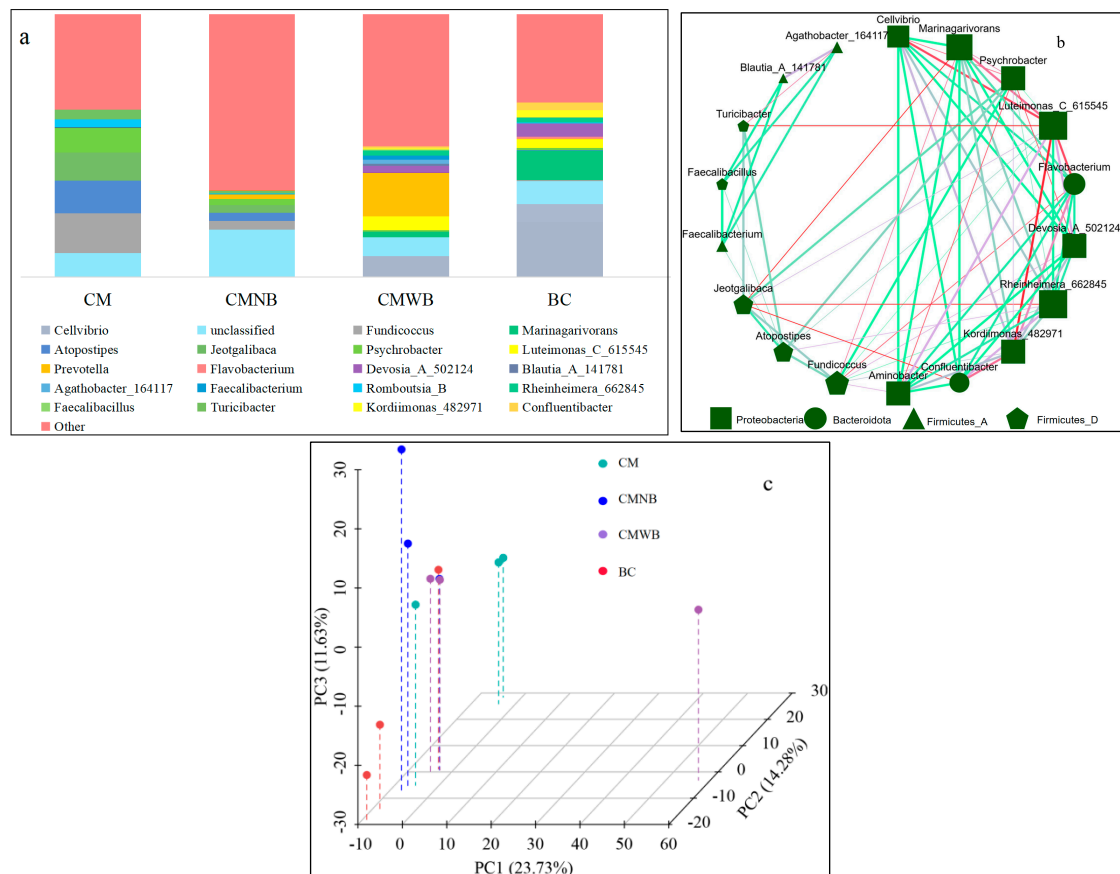 a
CM CMNB CMWB BC
Cellvibrio unclassified Fundicoccus Marinagarivorans
Atopostipes Jeotgalibaca Psychrobacter Luteimonas_C_615545
Prevotella Flavobacterium Devosia_A_502124 Blautia_A_141781
Agathobacter_164117 Faecalibacterium Romboutsia_B Rheinheimera_662845
Faecalibacillus Turicibacter Kordiimonas_482971 Confluentibacter
Other
b
Cellvibrio
Marinagarivorans
Agathobacter_164117
Psychrobacter
Blautia_A_141781
Luteimonas_C_615545
Turicibacter
Flavobacterium
Faecalibacillus
Devosia_A_502124
Faecalibacterium
Rheinheimera_662845
Jeotgalibaca
Kordiimonas_482971
Atopostipes
Confluentibacter
Fundicoccus
Aminobacter
Proteobacteria Bacteroidota Firmicutes_A Firmicutes_D
c
CM
CMNB
CMWB
BC
PC3 (11.63%)
30
20
10
0
-10
-20
-30
-10 0 10 20 30 40 50 60
PC1 (23.73%)
30
20
10
0
-10
-20
PC2 (14.28%)